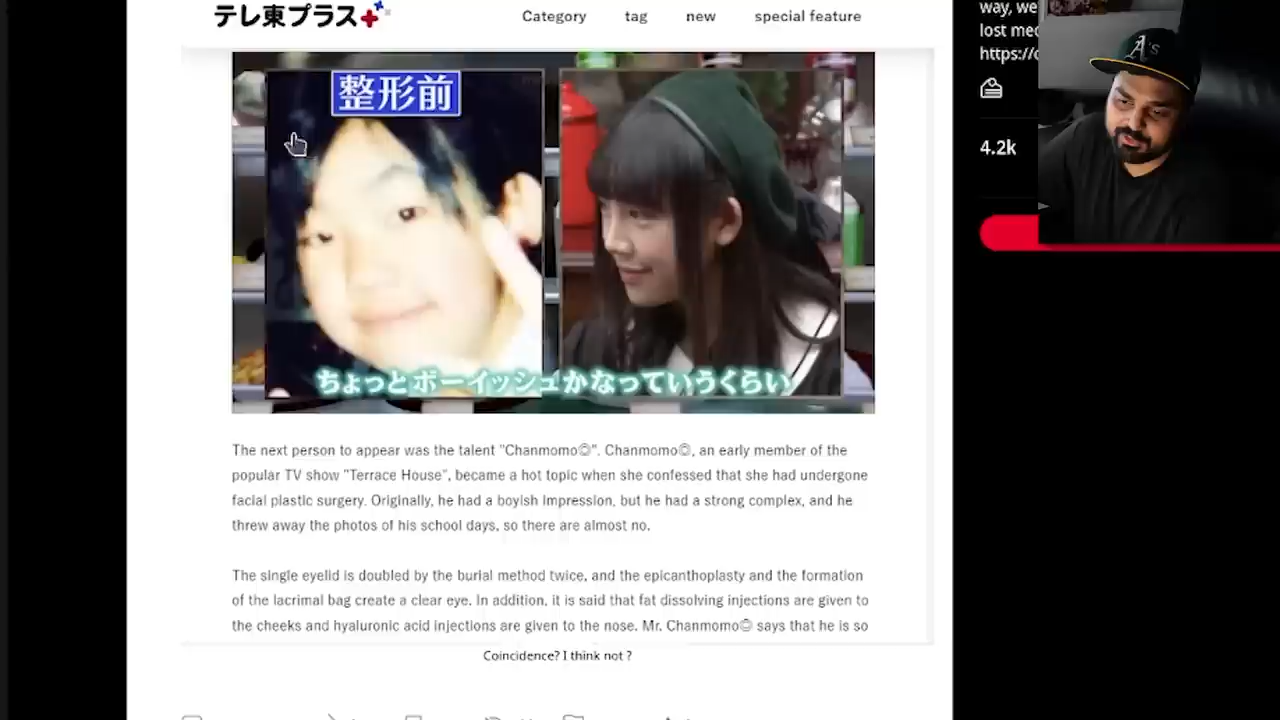 テレ東プラス
Category tag new special feature
way, we
lost med
https://
4.2k
A's
整形前
ちょっとボーイッシュかなっていうくらい
The next person to appear was the talent "Chanmomo◎". Chanmomo◎, an early member of the
popular TV show "Terrace House", became a hot topic when she confessed that she had undergone
facial plastic surgery. Originally, he had a boyish impression, but he had a strong complex, and he
threw away the photos of his school days, so there are almost no.
The single eyelid is doubled by the burial method twice, and the epicanthoplasty and the formation
of the lacrimal bag create a clear eye. In addition, it is said that fat dissolving injections are given to
the cheeks and hyaluronic acid injections are given to the nose. Mr. Chanmomo◎ says that he is so
Coincidence? I think not ?